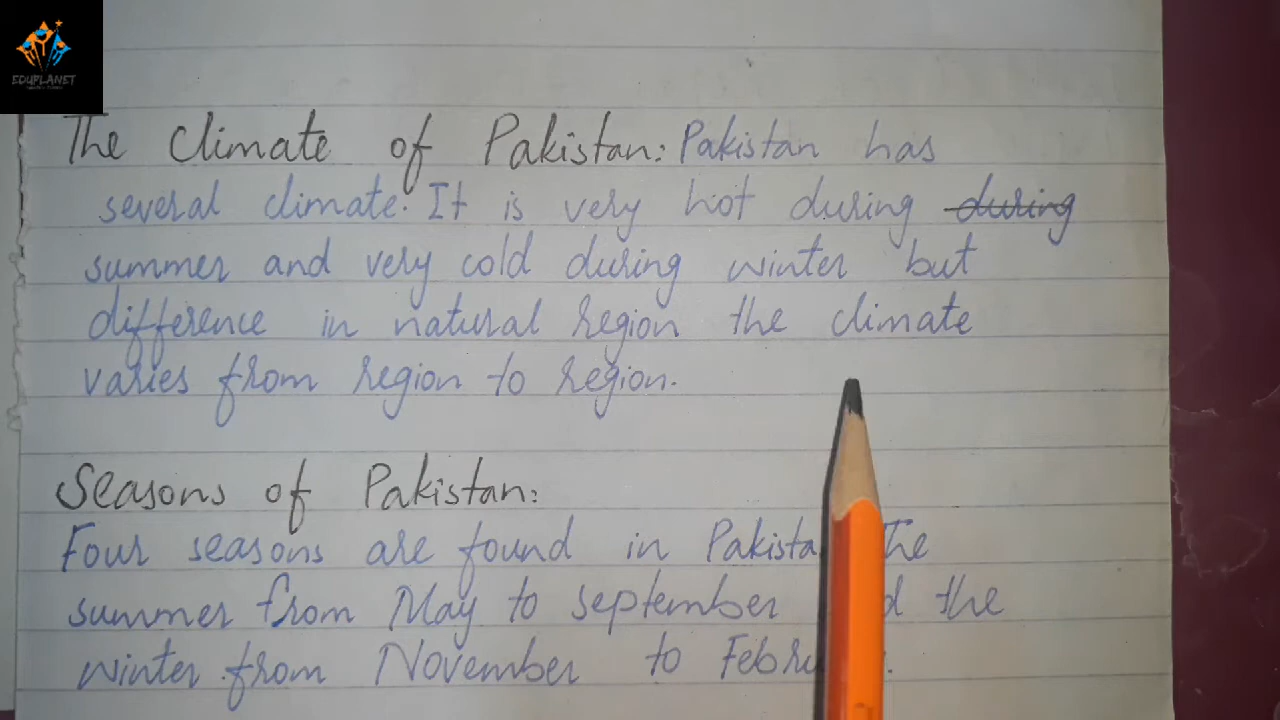 EDUPLANET
The Climate of Pakistan: Pakistan has
several climate. It is very hot during during
summer and very cold during winter but
difference in natural region the climate
varies from region to region.
Seasons of Pakistan:
Four seasons are found in The
summer from May to september the
winter from November to